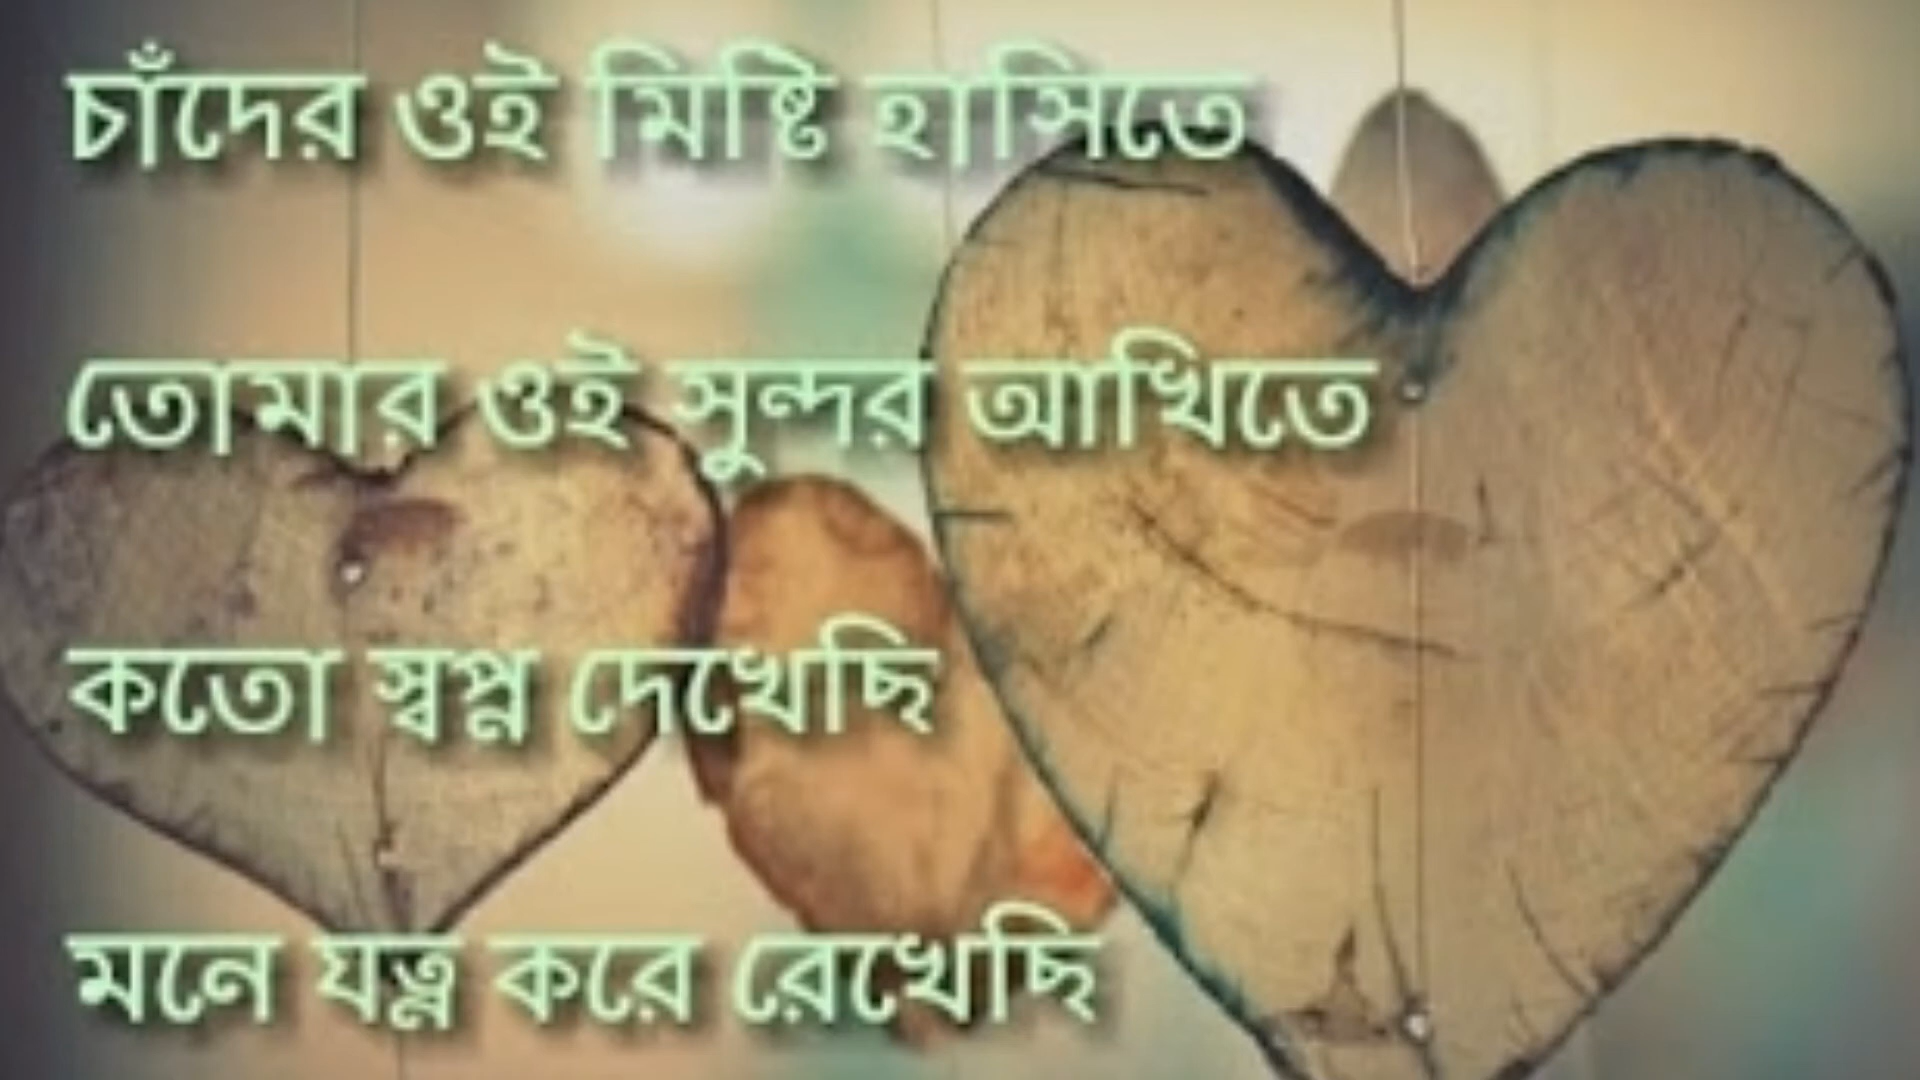 চাঁদের ওই মিষ্টি হাসিতে
তোমার ওই সুন্দর আখিতে
কতো স্বপ্ন দেখেছি
মনে যত্ন করে রেখেছি